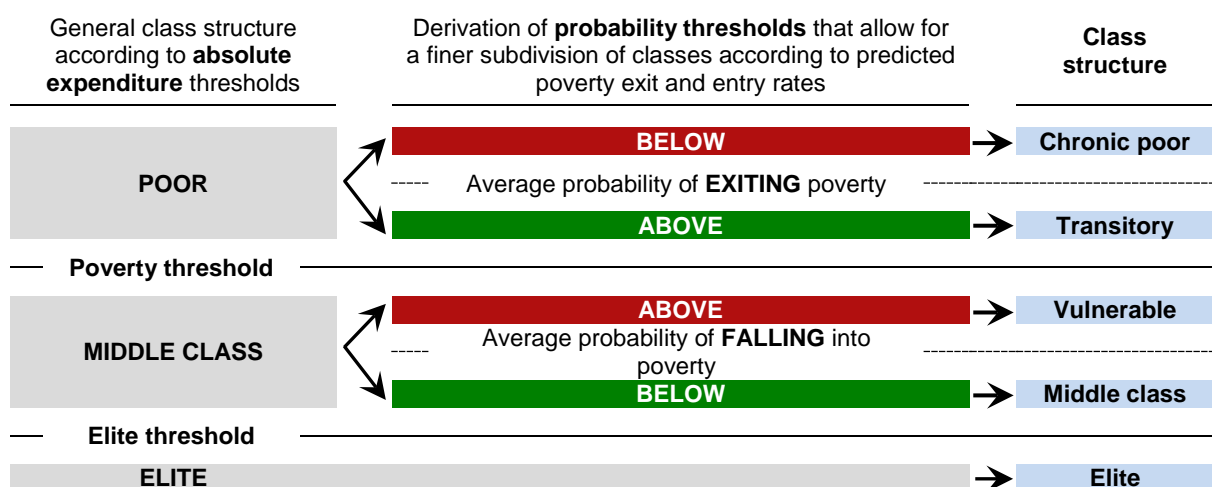 General class structure
according to absolute
expenditure thresholds
Derivation of probability thresholds that allow for
a finer subdivision of classes according to predicted
poverty exit and entry rates
Class
structure
POOR
BELOW
Chronic poor
Average probability of EXITING poverty
ABOVE
Transitory
Poverty threshold
MIDDLE CLASS
ABOVE
Vulnerable
Average probability of FALLING into
poverty
BELOW
Middle class
Elite threshold
ELITE
Elite